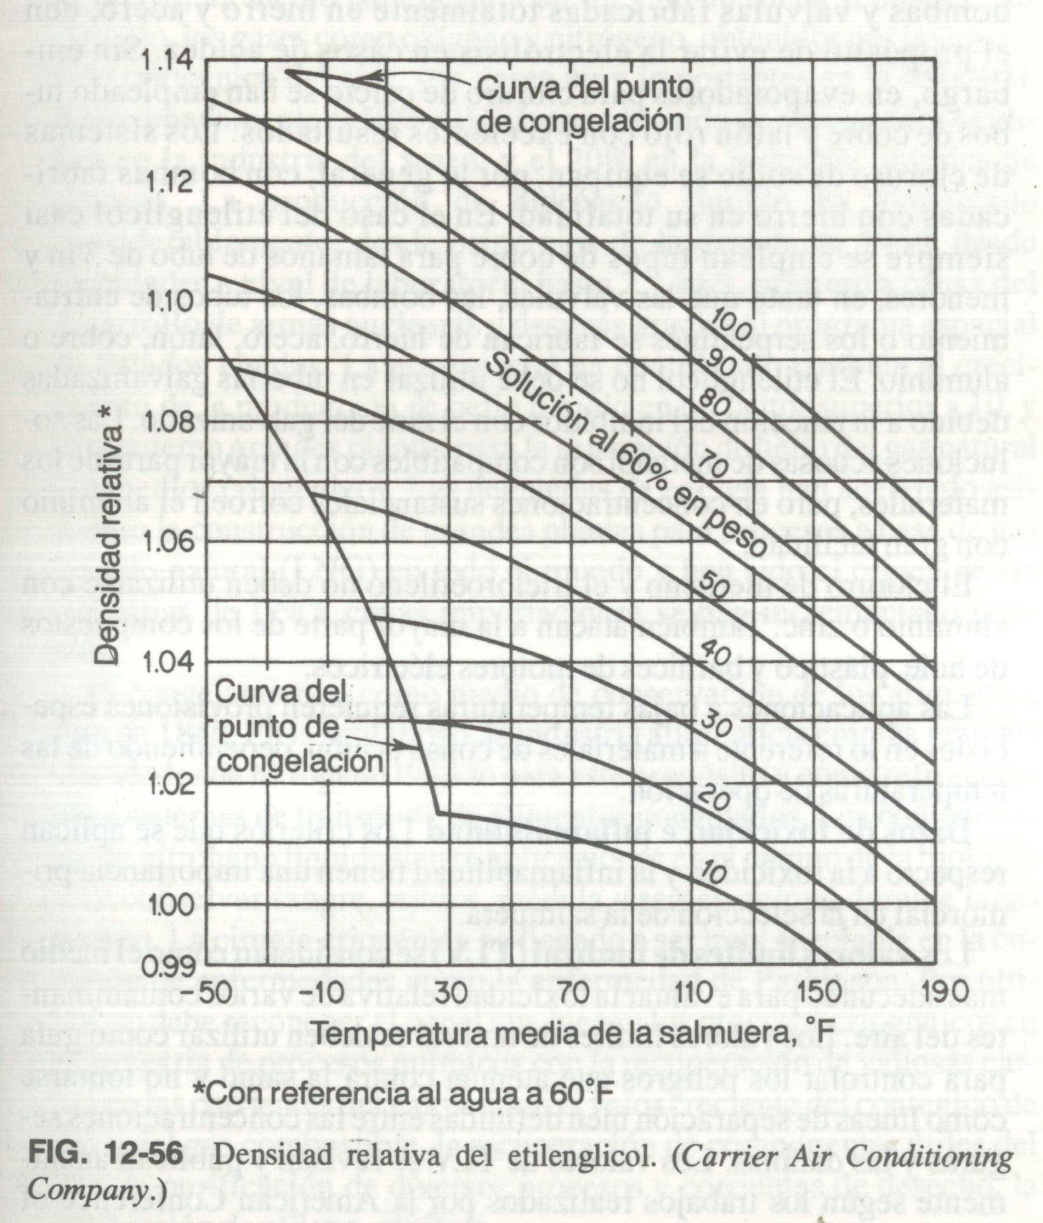 1.14
1.12
1.10
1.08
1.06
1.04
1.02
1.00
0.99
Densidad relativa*
Curva del punto
de congelación
100
90
80
70
Solución al 60% en peso
50
40
30
20
10
Curva del
punto de
congelación
−50 −10 30 70 110 150 190
Temperatura media de la salmuera, °F
*Con referencia al agua a 60°F
FIG. 12-56 Densidad relativa del etilenglicol. (Carrier Air Conditioning
Company.)